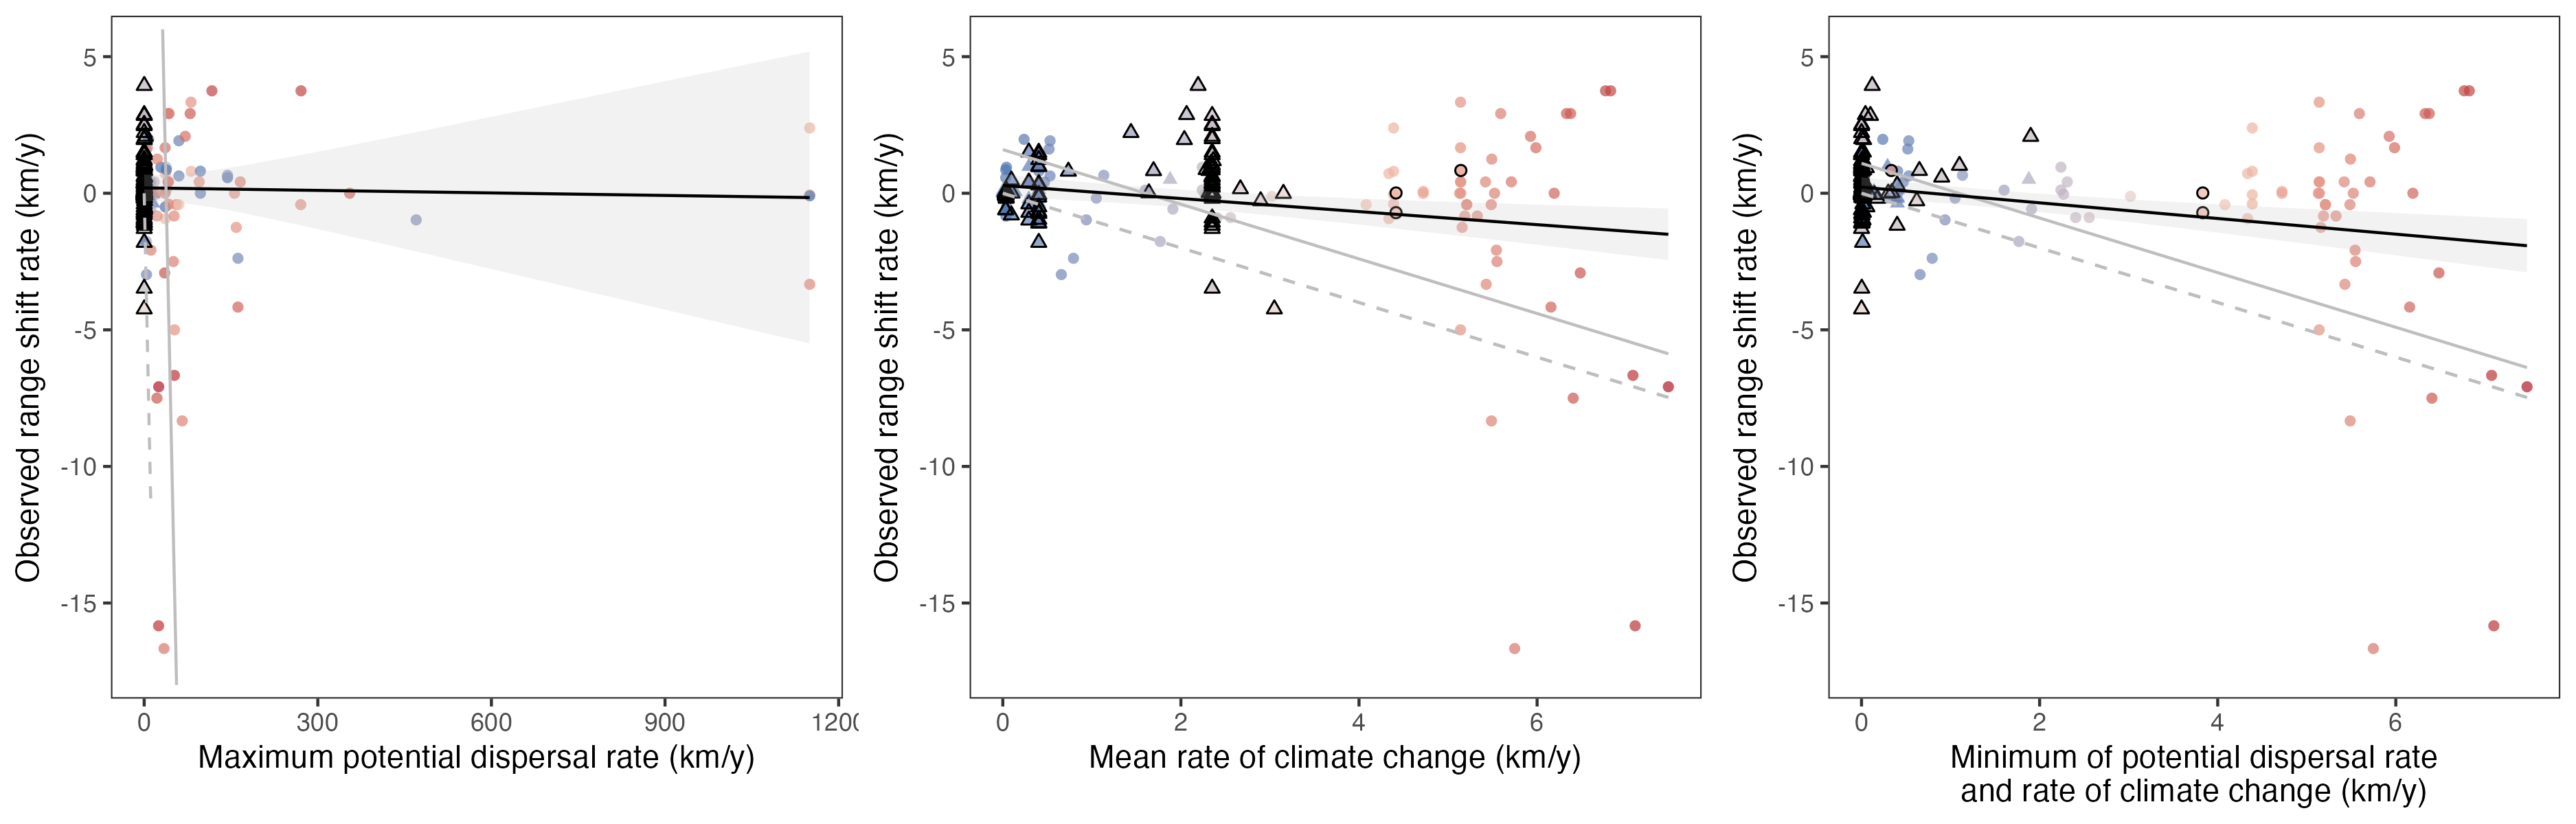 Observed range shift rate (km/y)
5
0
-5
-10
-15
0 300 600 900 1200
Maximum potential dispersal rate (km/y)
Observed range shift rate (km/y)
5
0
-5
-10
-15
0 2 4 6
Mean rate of climate change (km/y)
Observed range shift rate (km/y)
5
0
-5
-10
-15
0 2 4 6
Minimum of potential dispersal rate
and rate of climate change (km/y)